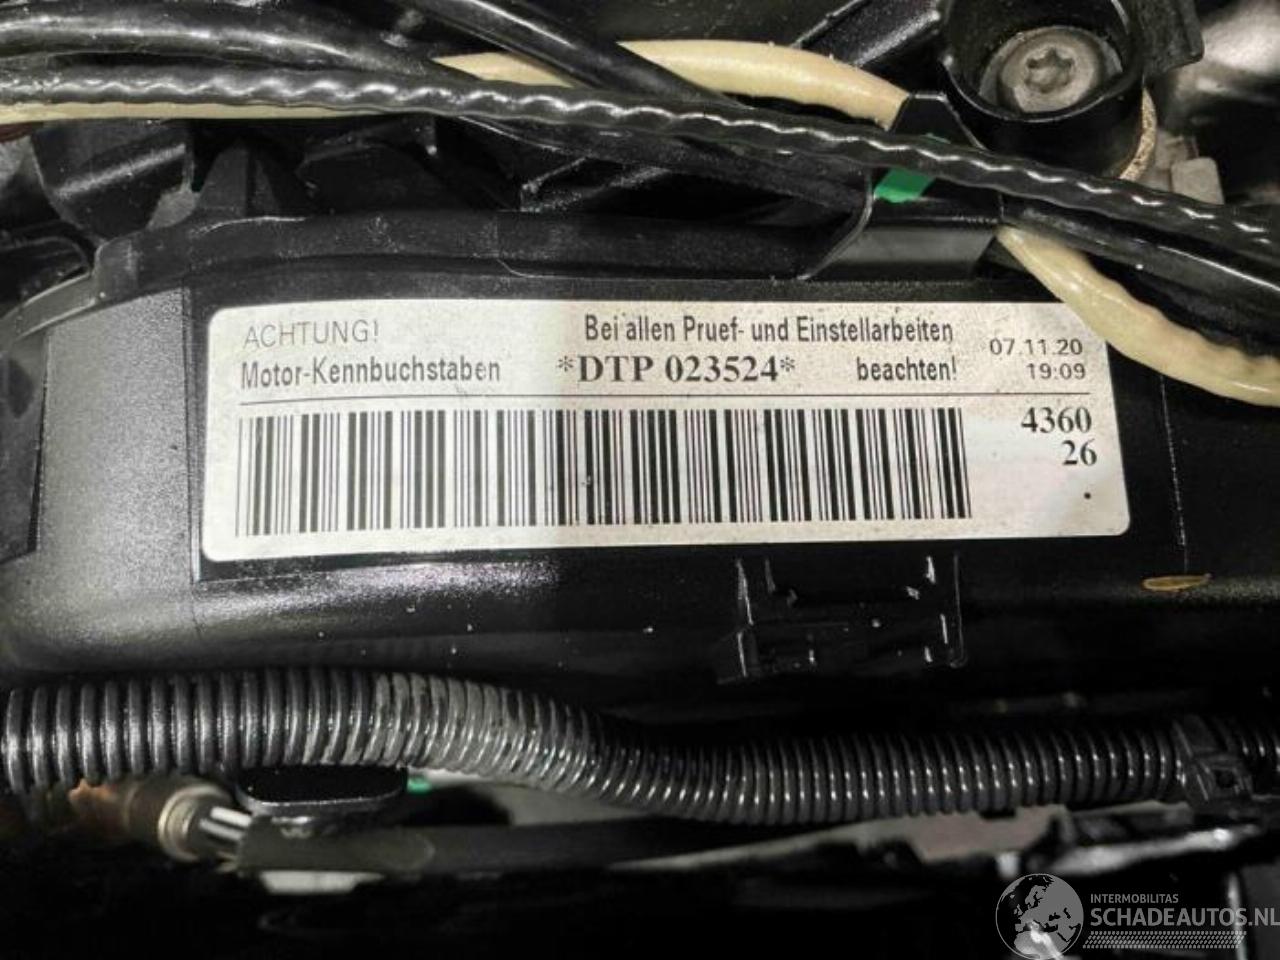 ACHTUNG! Bei allen Pruef- und Einstellarbeiten
Motor-Kennbuchstaben *DTP 023524* beachten!
07.11.20
19:09
4360
26
.
INTERMOBILITAS
SCHADEAUTOS.NL